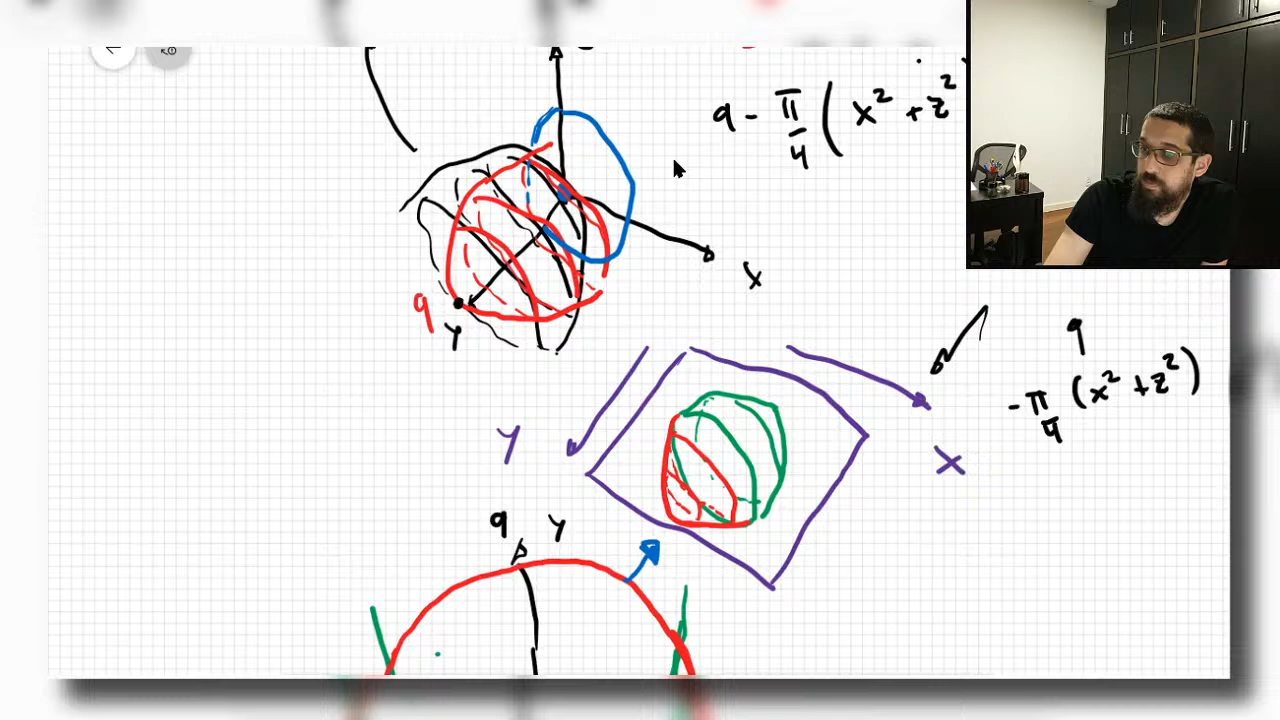 9 - π/4 (x² + z²
X
9
Y
9
-π/4 (x² + z²)
Y
X
9 Y